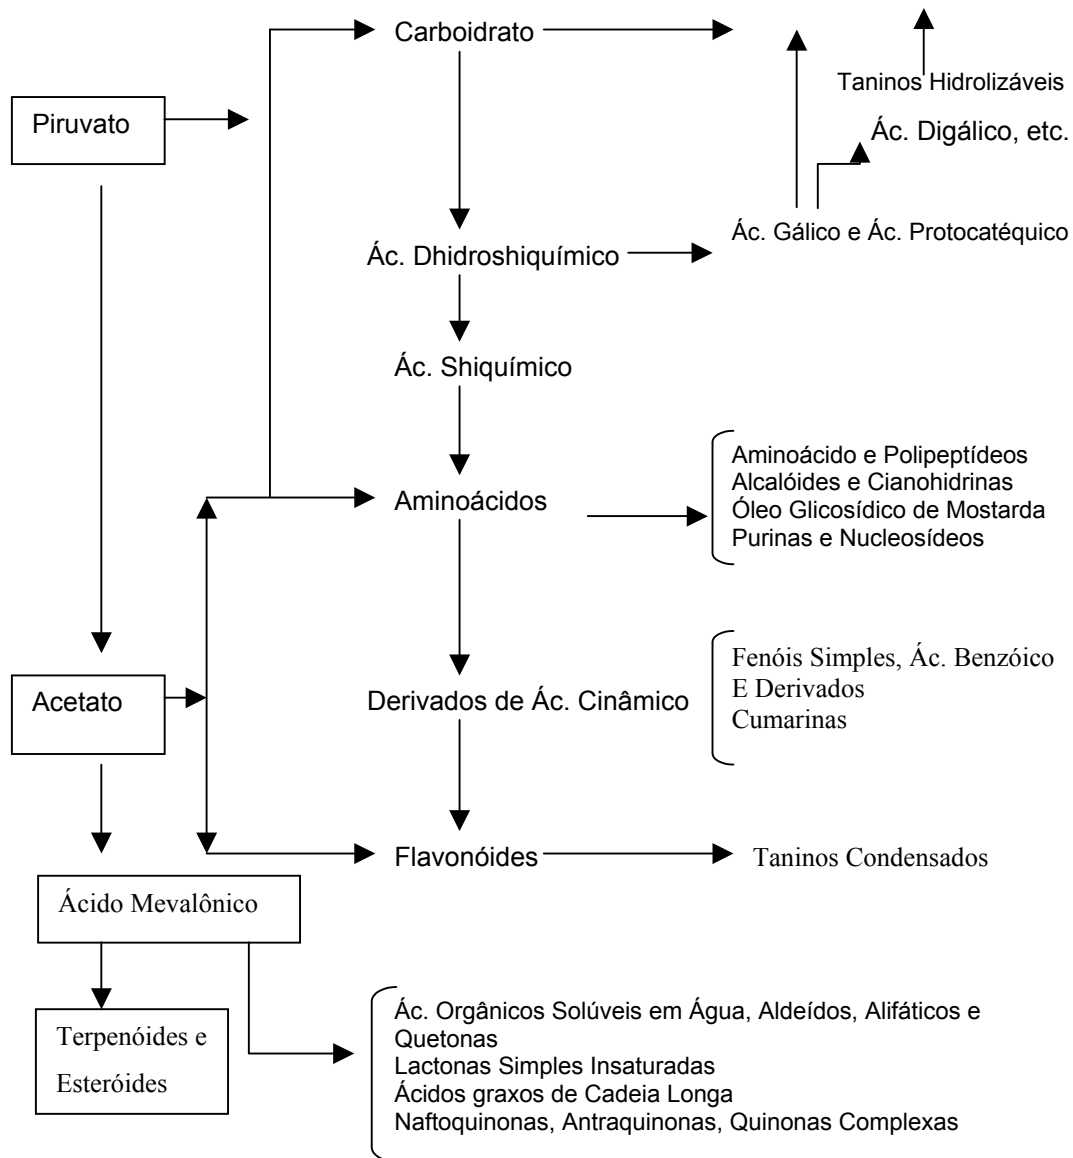 Carboidrato
Taninos Hidrolizáveis
Piruvato
Ác. Digálico, etc.
Ác. Gálico e Ác. Protocatéquico
Ác. Dhidroshiquímico
Ác. Shiquímico
Aminoácidos
Aminoácido e Polipeptídeos
Alcalóides e Cianohidrinas
Óleo Glicosídico de Mostarda
Purinas e Nucleosídeos
Acetato
Derivados de Ác. Cinâmico
Fenóis Simples, Ác. Benzóico
E Derivados
Cumarinas
Flavonóides
Taninos Condensados
Ácido Mevalônico
Terpenóides e
Esteróides
Ác. Orgânicos Solúveis em Água, Aldeídos, Alifáticos e
Quetonas
Lactonas Simples Insaturadas
Ácidos graxos de Cadeia Longa
Naftoquinonas, Antraquinonas, Quinonas Complexas